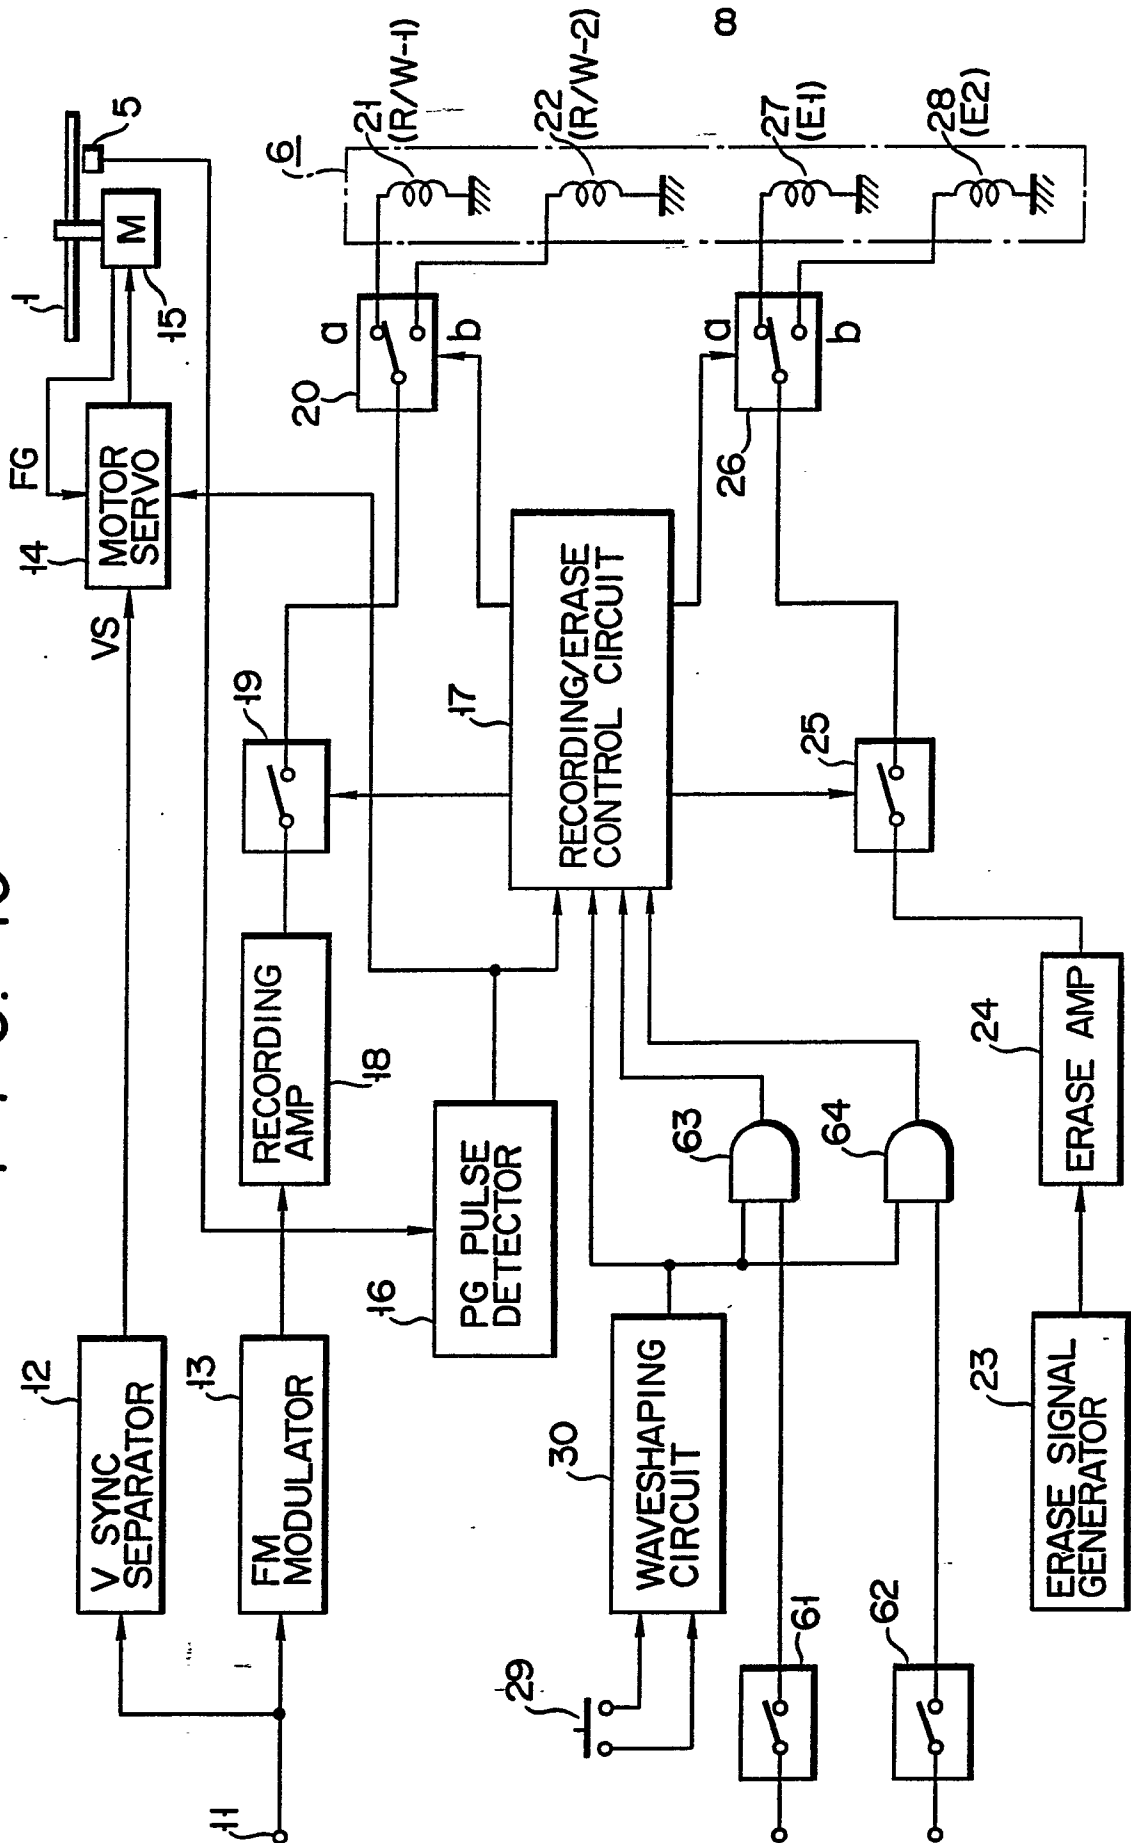 11
12
V SYNC
SEPARATOR
VS
14
MOTOR
SERVO
FG
1
15
M
5
13
FM
MODULATOR
RECORDING
AMP
18
19
20
a
b
6
21
(R/W-1)
22
(R/W-2)
16
PG PULSE
DETECTOR
17
RECORDING/ERASE
CONTROL CIRCUIT
29
30
WAVESHAPING
CIRCUIT
63
64
61
62
25
26
a
b
27
(E1)
28
(E2)
23
ERASE SIGNAL
GENERATOR
24
ERASE AMP
8